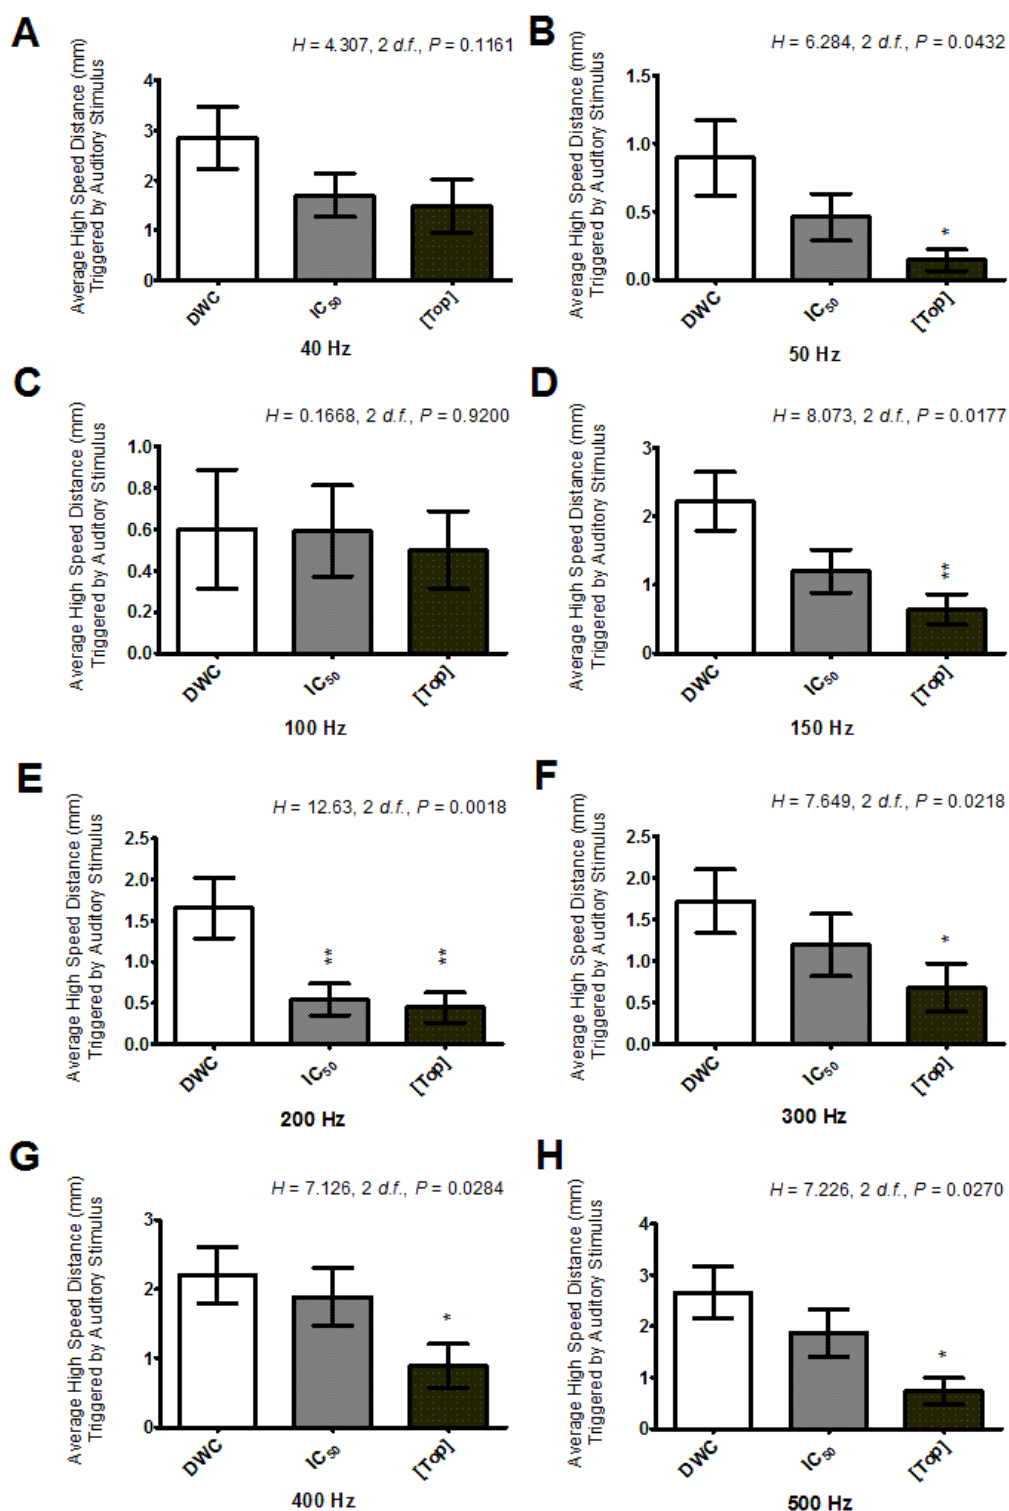 A
H = 4.307, 2 d.f., P = 0.1161
Average High Speed Distance (mm)
Triggered by Auditory Stimulus
4
3
2
1
0
DWC
IC50
[Top]
40 Hz
B
H = 6.284, 2 d.f., P = 0.0432
Average High Speed Distance (mm)
Triggered by Auditory Stimulus
1.5
1.0
0.5
0.0
*
DWC
IC50
[Top]
50 Hz
C
H = 0.1668, 2 d.f., P = 0.9200
Average High Speed Distance (mm)
Triggered by Auditory Stimulus
1.0
0.8
0.6
0.4
0.2
0.0
DWC
IC50
[Top]
100 Hz
D
H = 8.073, 2 d.f., P = 0.0177
Average High Speed Distance (mm)
Triggered by Auditory Stimulus
3
2
1
0
**
DWC
IC50
[Top]
150 Hz
E
H = 12.63, 2 d.f., P = 0.0018
Average High Speed Distance (mm)
Triggered by Auditory Stimulus
2.5
2.0
1.5
1.0
0.5
0.0
**
**
DWC
IC50
[Top]
200 Hz
F
H = 7.649, 2 d.f., P = 0.0218
Average High Speed Distance (mm)
Triggered by Auditory Stimulus
2.5
2.0
1.5
1.0
0.5
0.0
*
DWC
IC50
[Top]
300 Hz
G
H = 7.126, 2 d.f., P = 0.0284
Average High Speed Distance (mm)
Triggered by Auditory Stimulus
3
2
1
0
*
DWC
IC50
[Top]
400 Hz
H
H = 7.226, 2 d.f., P = 0.0270
Average High Speed Distance (mm)
Triggered by Auditory Stimulus
4
3
2
1
0
*
DWC
IC50
[Top]
500 Hz